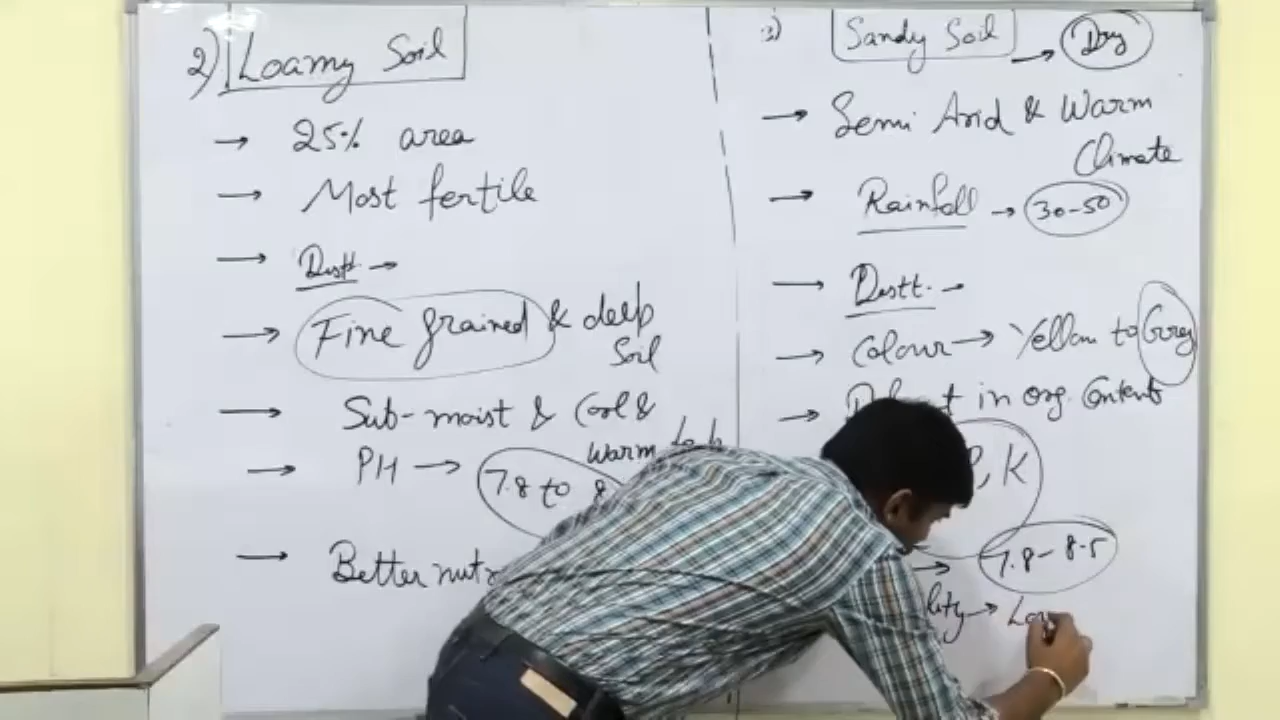 2) Loamy Soil
→ 25% area
→ Most fertile
→ Distt →
→ Fine grained & deep
Soil
→ Sub-moist & Cool &
warm
→ PH → 7.8 to
→ Better
3) Sandy Soil → Dry
→ Semi Arid & Warm
Climate
→ Rainfall → 30-50
→ Distt. →
→ Colour → Yellow to Grey
→ in org. Contents
K
→ 7.8 - 8.5
→ Low